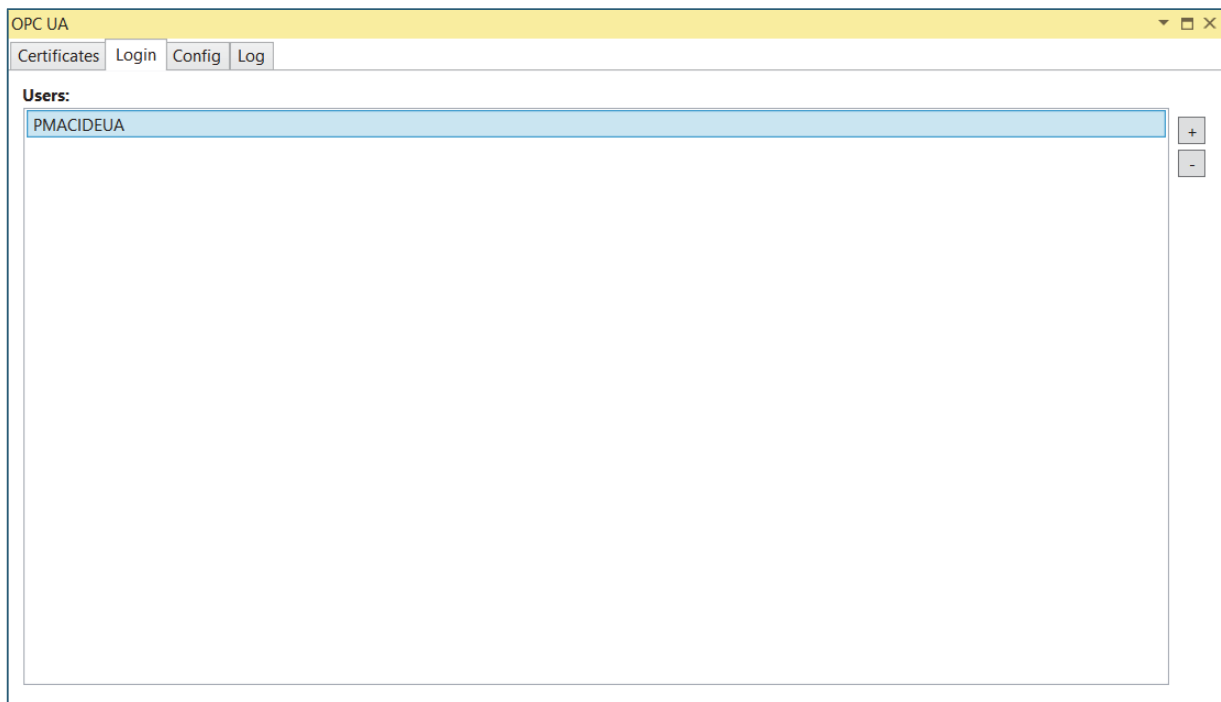 OPC UA
Certificates Login Config Log
Users:
PMACIDEUA
+
-